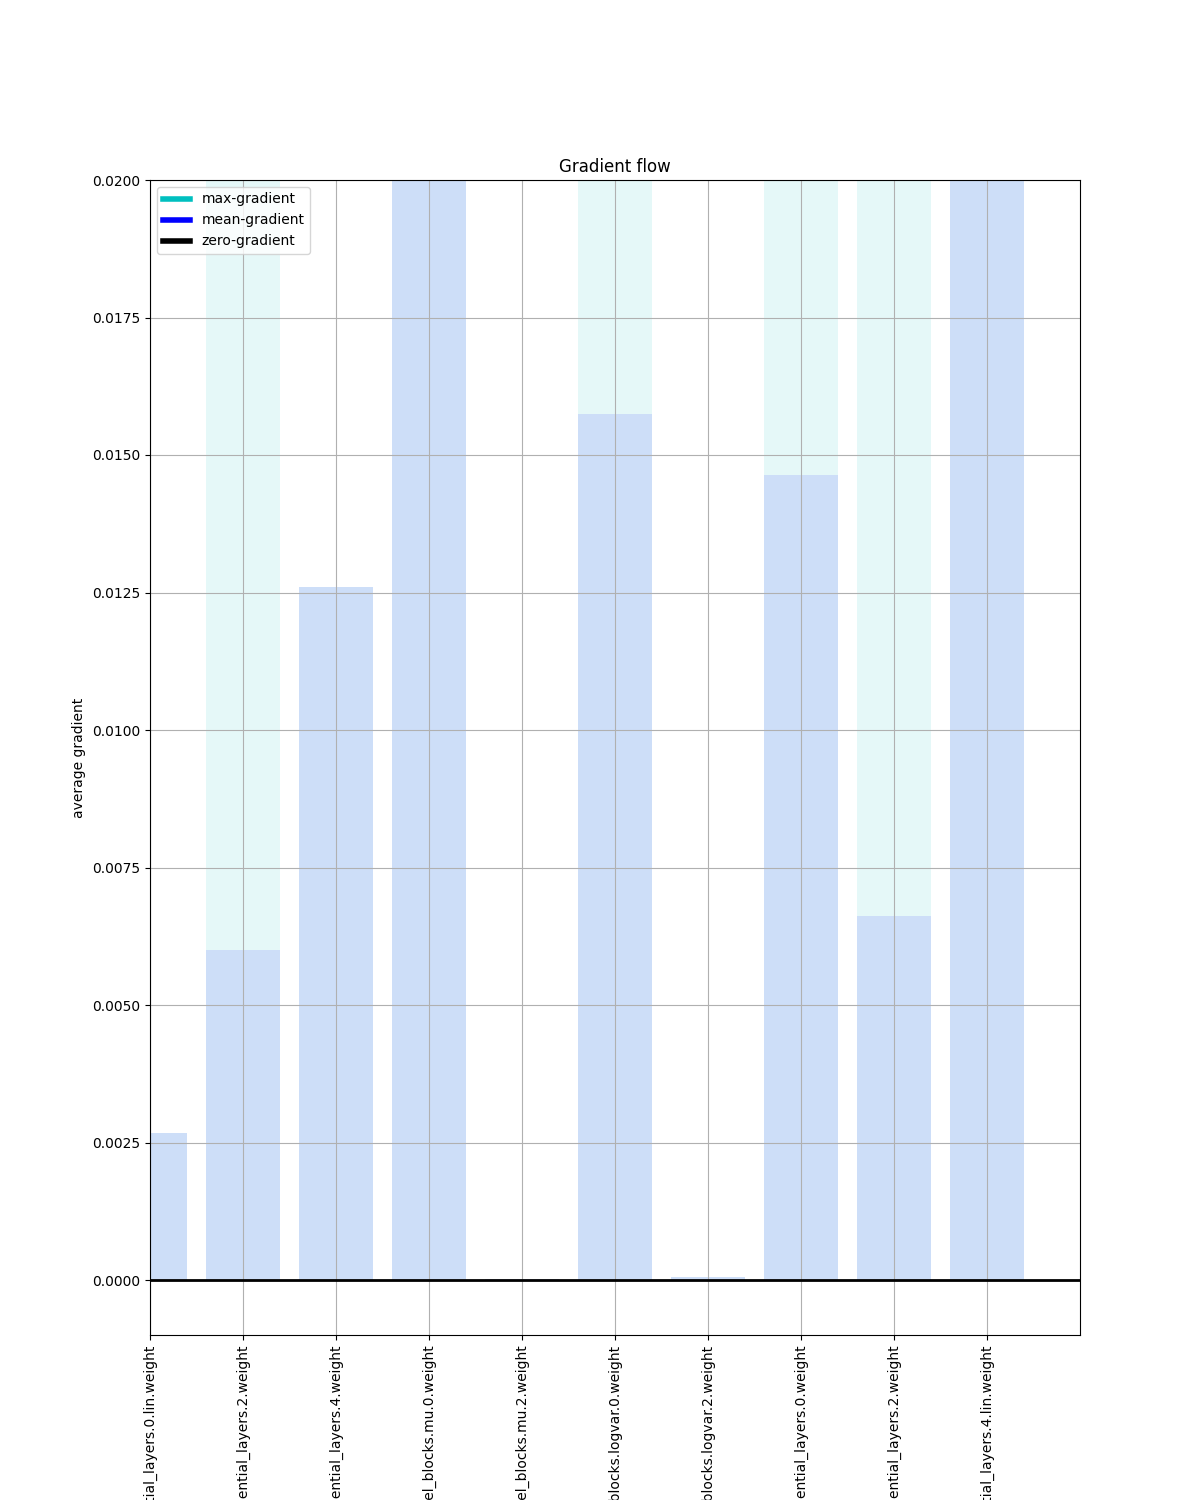 Gradient flow
max-gradient
mean-gradient
zero-gradient
0.0200
0.0175
0.0150
0.0125
0.0100
0.0075
0.0050
0.0025
0.0000
average gradient
tial_layers.0.lin.weight
ential_layers.2.weight
ential_layers.4.weight
el_blocks.mu.0.weight
el_blocks.mu.2.weight
blocks.logvar.0.weight
blocks.logvar.2.weight
ential_layers.0.weight
ential_layers.2.weight
tial_layers.4.lin.weight